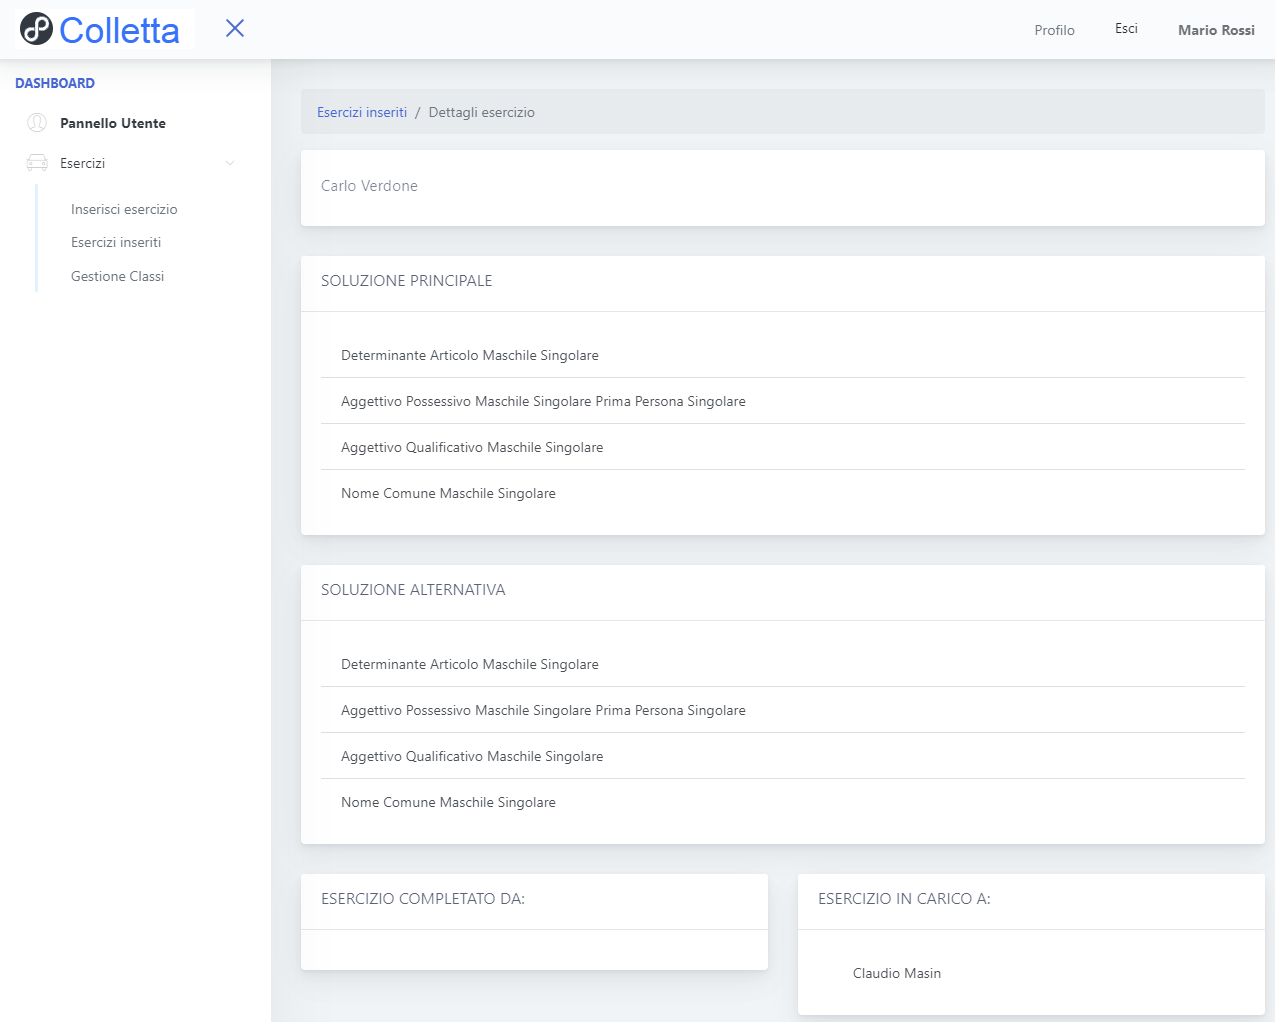 Colletta
Profilo
Esci
Mario Rossi
DASHBOARD
Pannello Utente
Esercizi
Inserisci esercizio
Esercizi inseriti
Gestione Classi
Esercizi inseriti / Dettagli esercizio
Carlo Verdone
SOLUZIONE PRINCIPALE
Determinante Articolo Maschile Singolare
Aggettivo Possessivo Maschile Singolare Prima Persona Singolare
Aggettivo Qualificativo Maschile Singolare
Nome Comune Maschile Singolare
SOLUZIONE ALTERNATIVA
Determinante Articolo Maschile Singolare
Aggettivo Possessivo Maschile Singolare Prima Persona Singolare
Aggettivo Qualificativo Maschile Singolare
Nome Comune Maschile Singolare
ESERCIZIO COMPLETATO DA:
ESERCIZIO IN CARICO A:
Claudio Masin